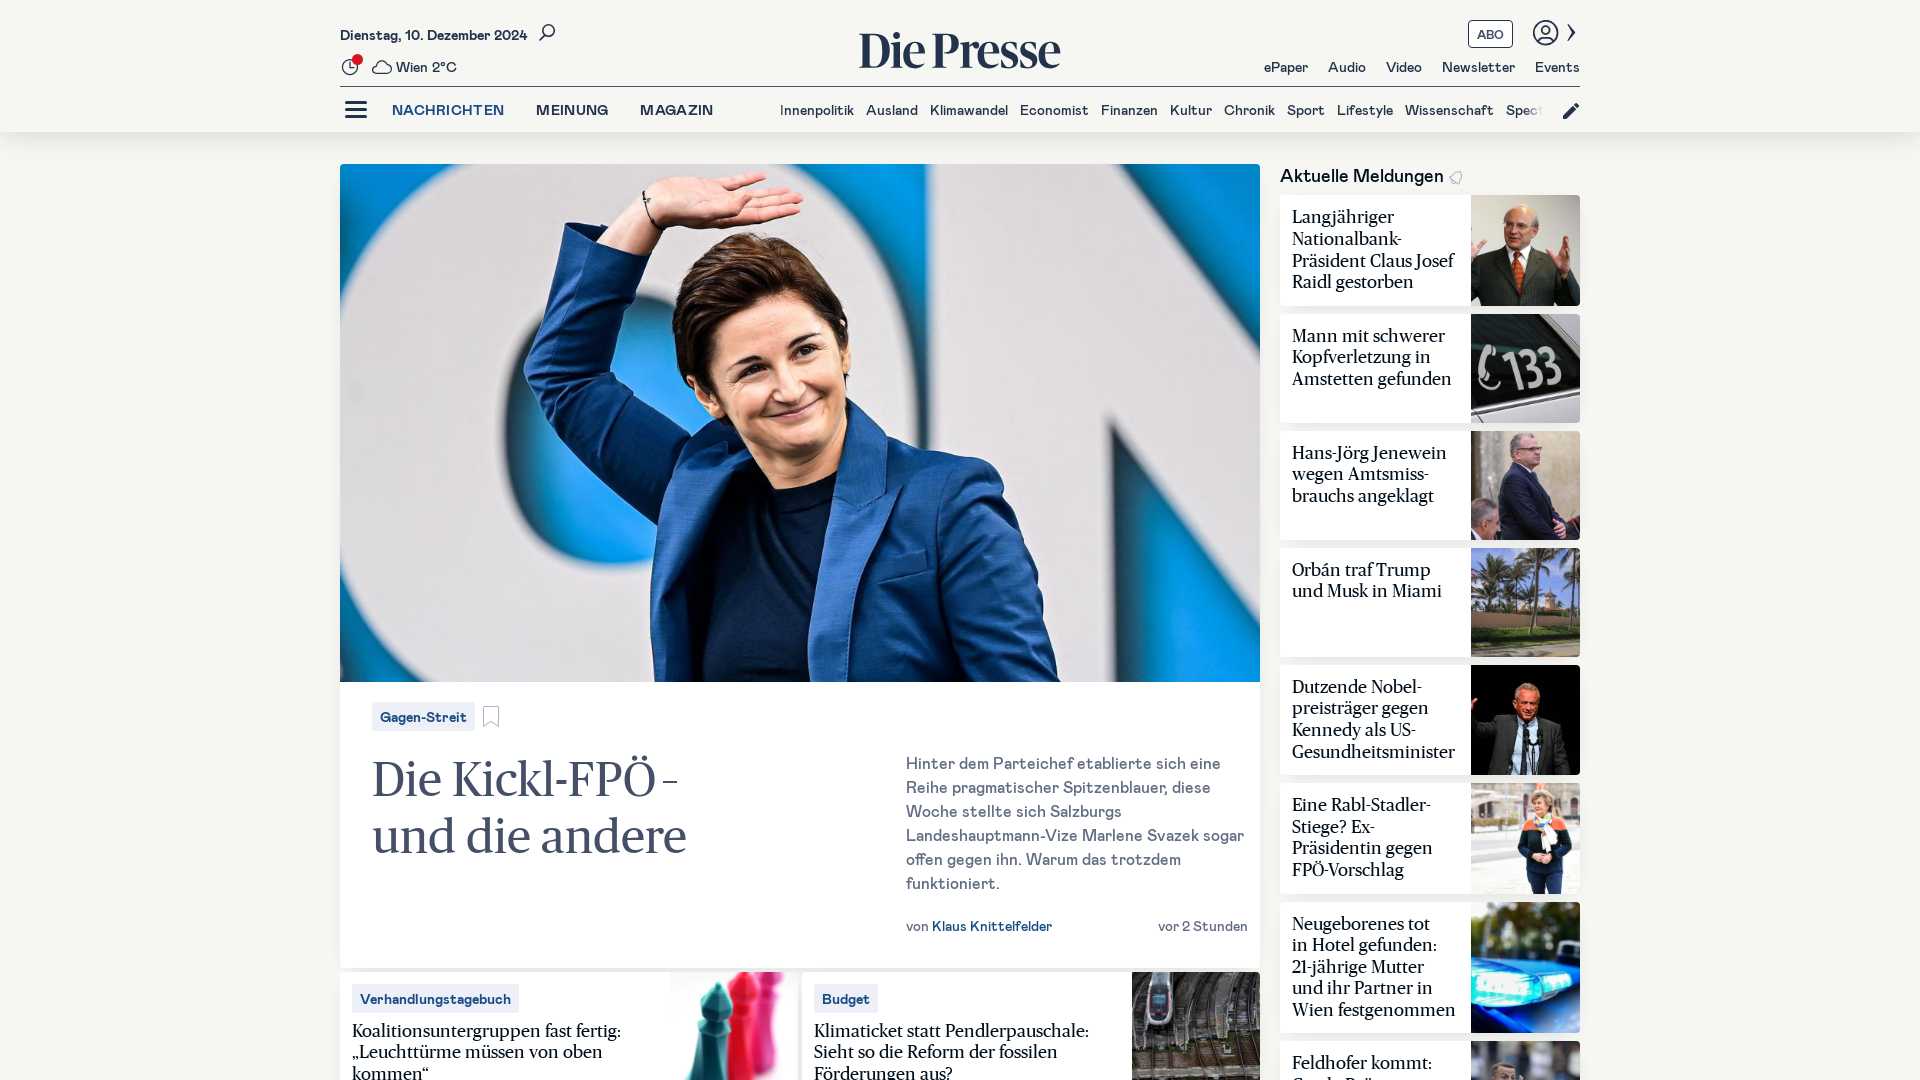 Dienstag, 10. Dezember 2024
Wien 2°C
Die Presse
ABO
ePaper
Audio
Video
Newsletter
Events
NACHRICHTEN
MEINUNG
MAGAZIN
Innenpolitik
Ausland
Klimawandel
Economist
Finanzen
Kultur
Chronik
Sport
Lifestyle
Wissenschaft
Gagen-Streit
Die Kickl-FPÖ –
und die andere
Hinter dem Parteichef etablierte sich eine
Reihe pragmatischer Spitzenblauer, diese
Woche stellte sich Salzburgs
Landeshauptmann-Vize Marlene Svazek sogar
offen gegen ihn. Warum das trotzdem
funktioniert.
von Klaus Knittelfelder
vor 2 Stunden
Verhandlungstagebuch
Koalitionsuntergruppen fast fertig:
„Leuchttürme müssen von oben
kommen“
Budget
Klimaticket statt Pendlerpauschale:
Sieht so die Reform der fossilen
Förderungen aus?
Aktuelle Meldungen
Langjähriger
Nationalbank-
Präsident Claus Josef
Raidl gestorben
Mann mit schwerer
Kopfverletzung in
Amstetten gefunden
133
Hans-Jörg Jenewein
wegen Amtsmiss-
brauchs angeklagt
Orbán traf Trump
und Musk in Miami
Dutzende Nobel-
preisträger gegen
Kennedy als US-
Gesundheitsminister
Eine Rabl-Stadler-
Stiege? Ex-
Präsidentin gegen
FPÖ-Vorschlag
Neugeborenes tot
in Hotel gefunden:
21-jährige Mutter
und ihr Partner in
Wien festgenommen
Feldhofer kommt: